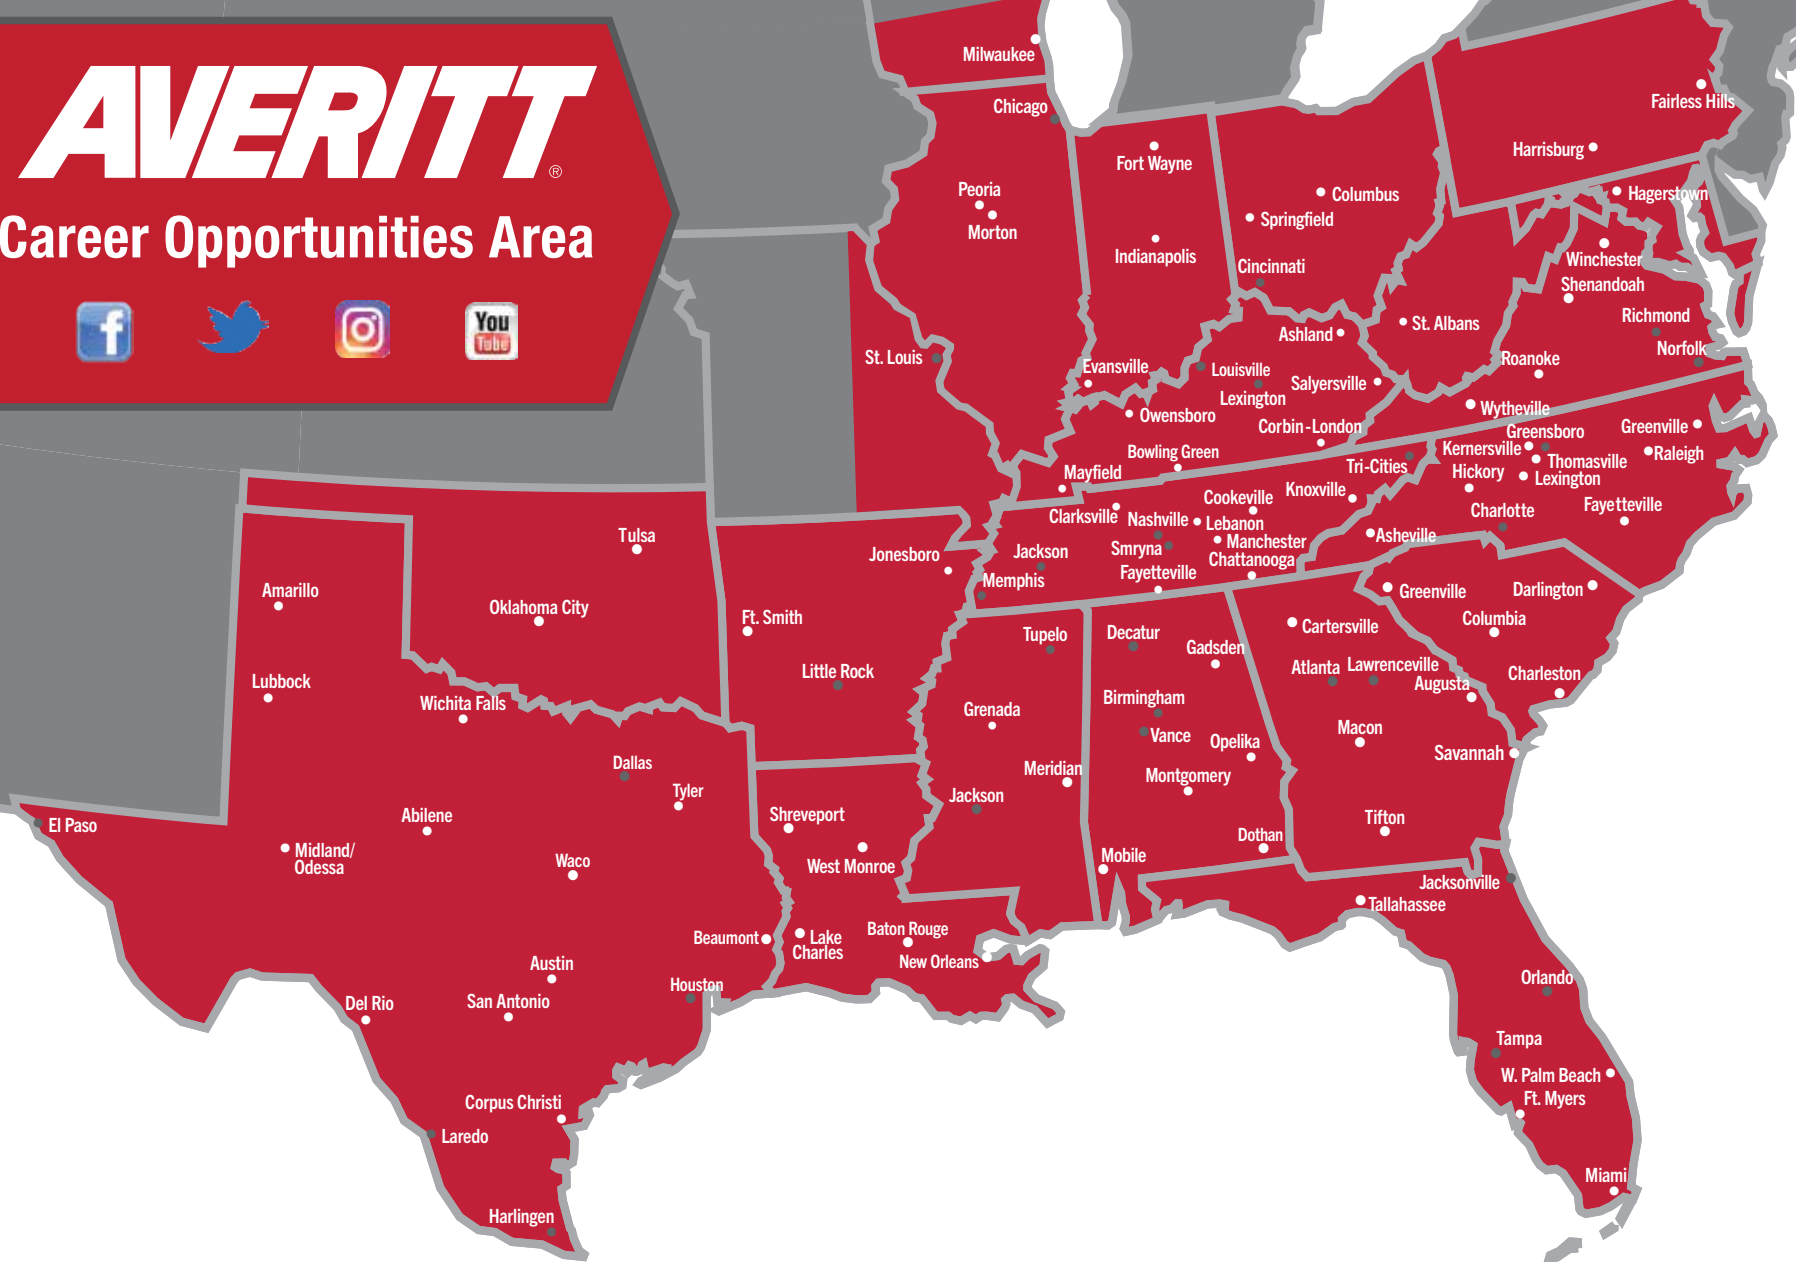 AVERITT®
Career Opportunities Area
f
You
Tube
Milwaukee
Chicago
Peoria
Morton
St. Louis
Fort Wayne
Indianapolis
Evansville
Columbus
Springfield
Cincinnati
Fairless Hills
Harrisburg
Hagerstown
Winchester
Shenandoah
Richmond
Norfolk
Roanoke
Wytheville
St. Albans
Ashland
Louisville
Lexington
Salyersville
Owensboro
Corbin-London
Bowling Green
Mayfield
Tri-Cities
Knoxville
Cookeville
Clarksville
Nashville
Lebanon
Smryna
Manchester
Chattanooga
Jackson
Memphis
Fayetteville
Greensboro
Greenville
Kernersville
Raleigh
Thomasville
Hickory
Lexington
Fayetteville
Charlotte
Asheville
Greenville
Darlington
Columbia
Charleston
Cartersville
Atlanta
Lawrenceville
Augusta
Macon
Savannah
Tifton
Tupelo
Grenada
Meridian
Jackson
Decatur
Gadsden
Birmingham
Vance
Opelika
Montgomery
Dothan
Mobile
Jonesboro
Ft. Smith
Little Rock
Tulsa
Oklahoma City
Amarillo
Lubbock
Wichita Falls
Dallas
Tyler
El Paso
Abilene
Midland/
Odessa
Waco
Shreveport
West Monroe
Beaumont
Lake
Charles
Baton Rouge
New Orleans
Austin
Houston
Del Rio
San Antonio
Corpus Christi
Laredo
Harlingen
Jacksonville
Tallahassee
Orlando
Tampa
W. Palm Beach
Ft. Myers
Miami